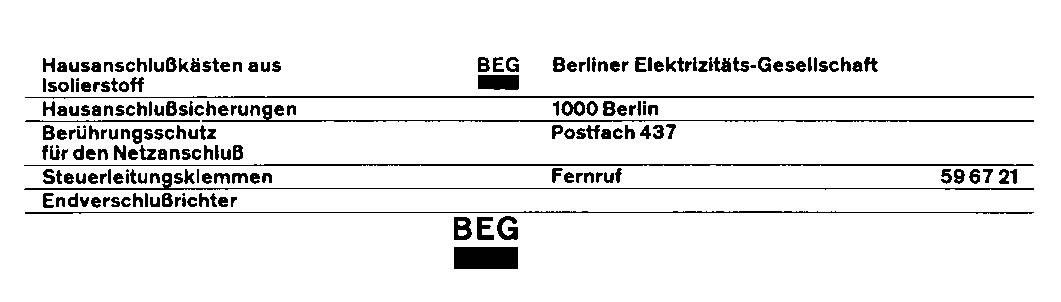 Hausanschlußkästen aus
Isolierstoff
BEG
Berliner Elektrizitäts-Gesellschaft
Hausanschlußsicherungen
1000 Berlin
Berührungsschutz
für den Netzanschluß
Postfach 437
Steuerleitungsklemmen
Fernruf 59 67 21
Endverschlußrichter
BEG